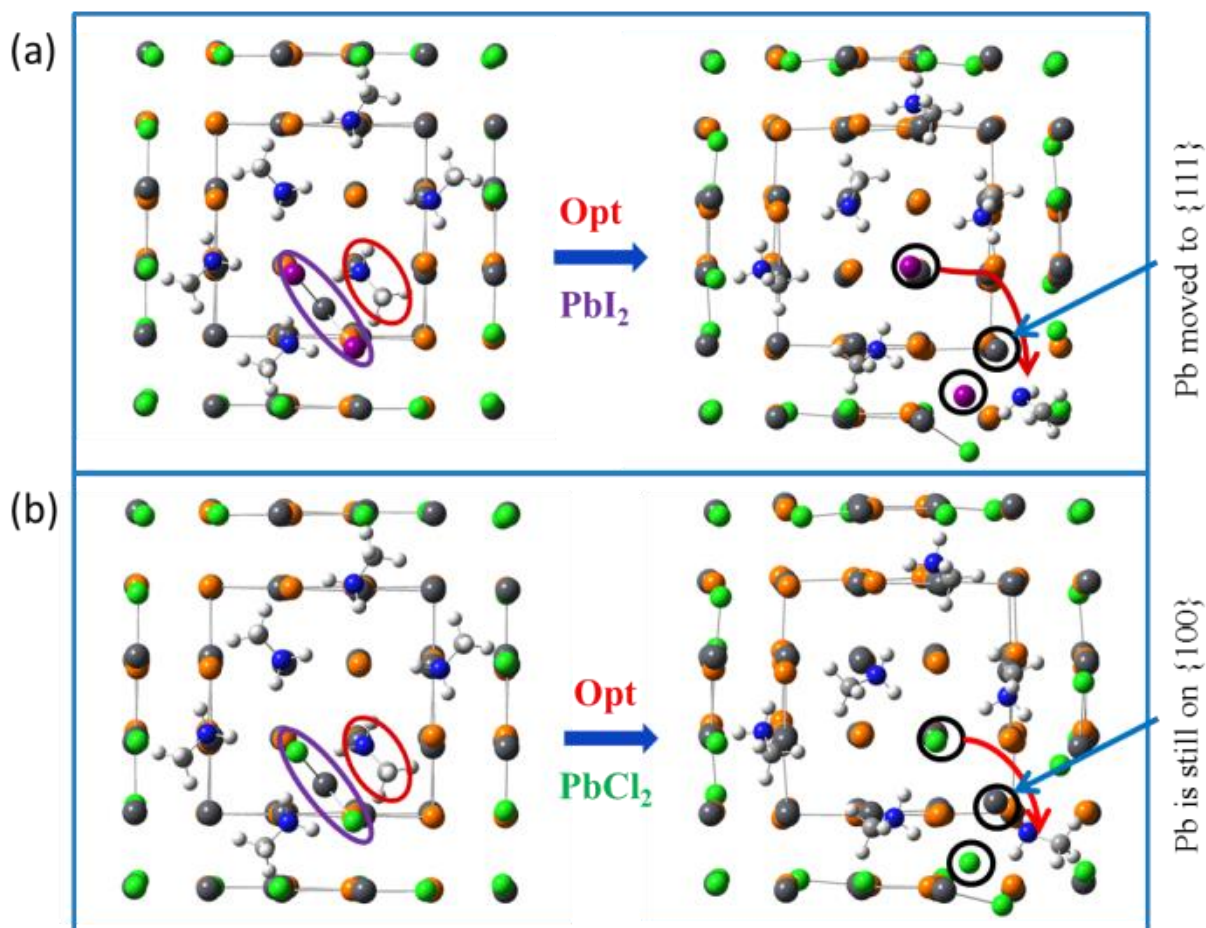 (a)
Opt
PbI₂
Pb moved to {111}
(b)
Opt
PbCl₂
Pb is still on {100}